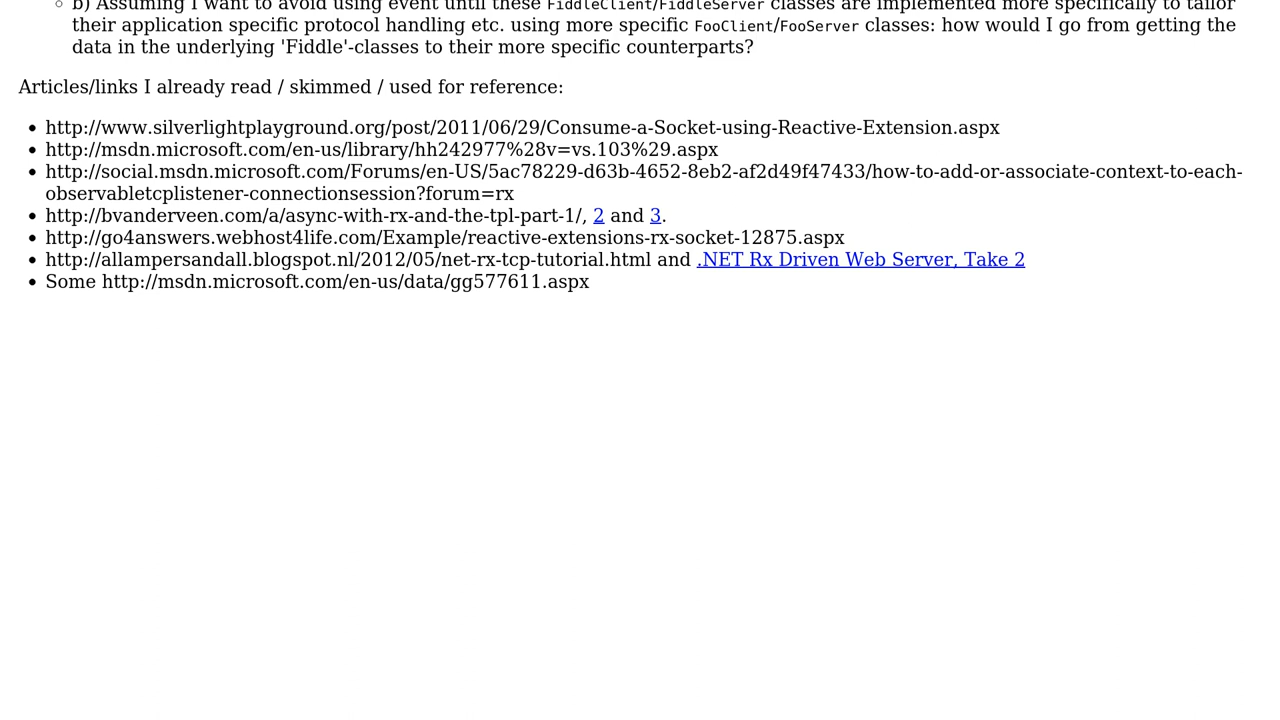 b) Assuming I want to avoid using event until these FiddleClient/FiddleServer classes are implemented more specifically to tailor
their application specific protocol handling etc. using more specific FooClient/FooServer classes: how would I go from getting the
data in the underlying 'Fiddle'-classes to their more specific counterparts?
Articles/links I already read / skimmed / used for reference:
http://www.silverlightplayground.org/post/2011/06/29/Consume-a-Socket-using-Reactive-Extension.aspx
http://msdn.microsoft.com/en-us/library/hh242977%28v=vs.103%29.aspx
http://social.msdn.microsoft.com/Forums/en-US/5ac78229-d63b-4652-8eb2-af2d49f47433/how-to-add-or-associate-context-to-each-
observabletcplistener-connectionsession?forum=rx
http://bvanderveen.com/a/async-with-rx-and-the-tpl-part-1/, 2 and 3.
http://go4answers.webhost4life.com/Example/reactive-extensions-rx-socket-12875.aspx
http://allampersandall.blogspot.nl/2012/05/net-rx-tcp-tutorial.html and .NET Rx Driven Web Server, Take 2
Some http://msdn.microsoft.com/en-us/data/gg577611.aspx